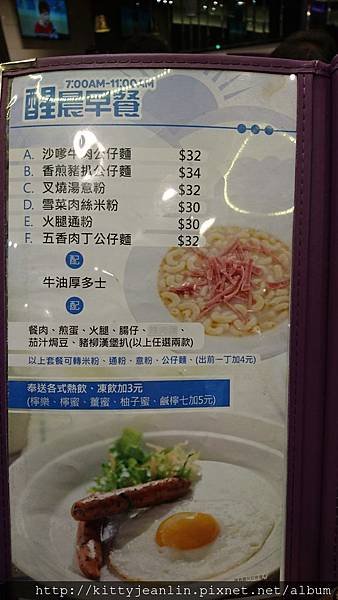 7:00AM-11:00AM
醒晨早餐
A. 沙嗲牛肉公仔麵 $32
B. 香煎豬扒公仔麵 $34
C. 叉燒湯意粉 $32
D. 雪菜肉絲米粉 $30
E. 火腿通粉 $30
F. 五香肉丁公仔麵 $32
配
牛油厚多士
配
餐肉、煎蛋、火腿、腸仔、
茄汁焗豆、豬柳漢堡扒(以上任選兩款)
以上套餐可轉米粉、通粉、意粉、公仔麵、(出前一丁加4元)
奉送各式熱飲，凍飲加3元
(檸樂、檸蜜、薑蜜、柚子蜜、鹹檸七加5元)
http://kittyjeanlin.pixnet.net/album